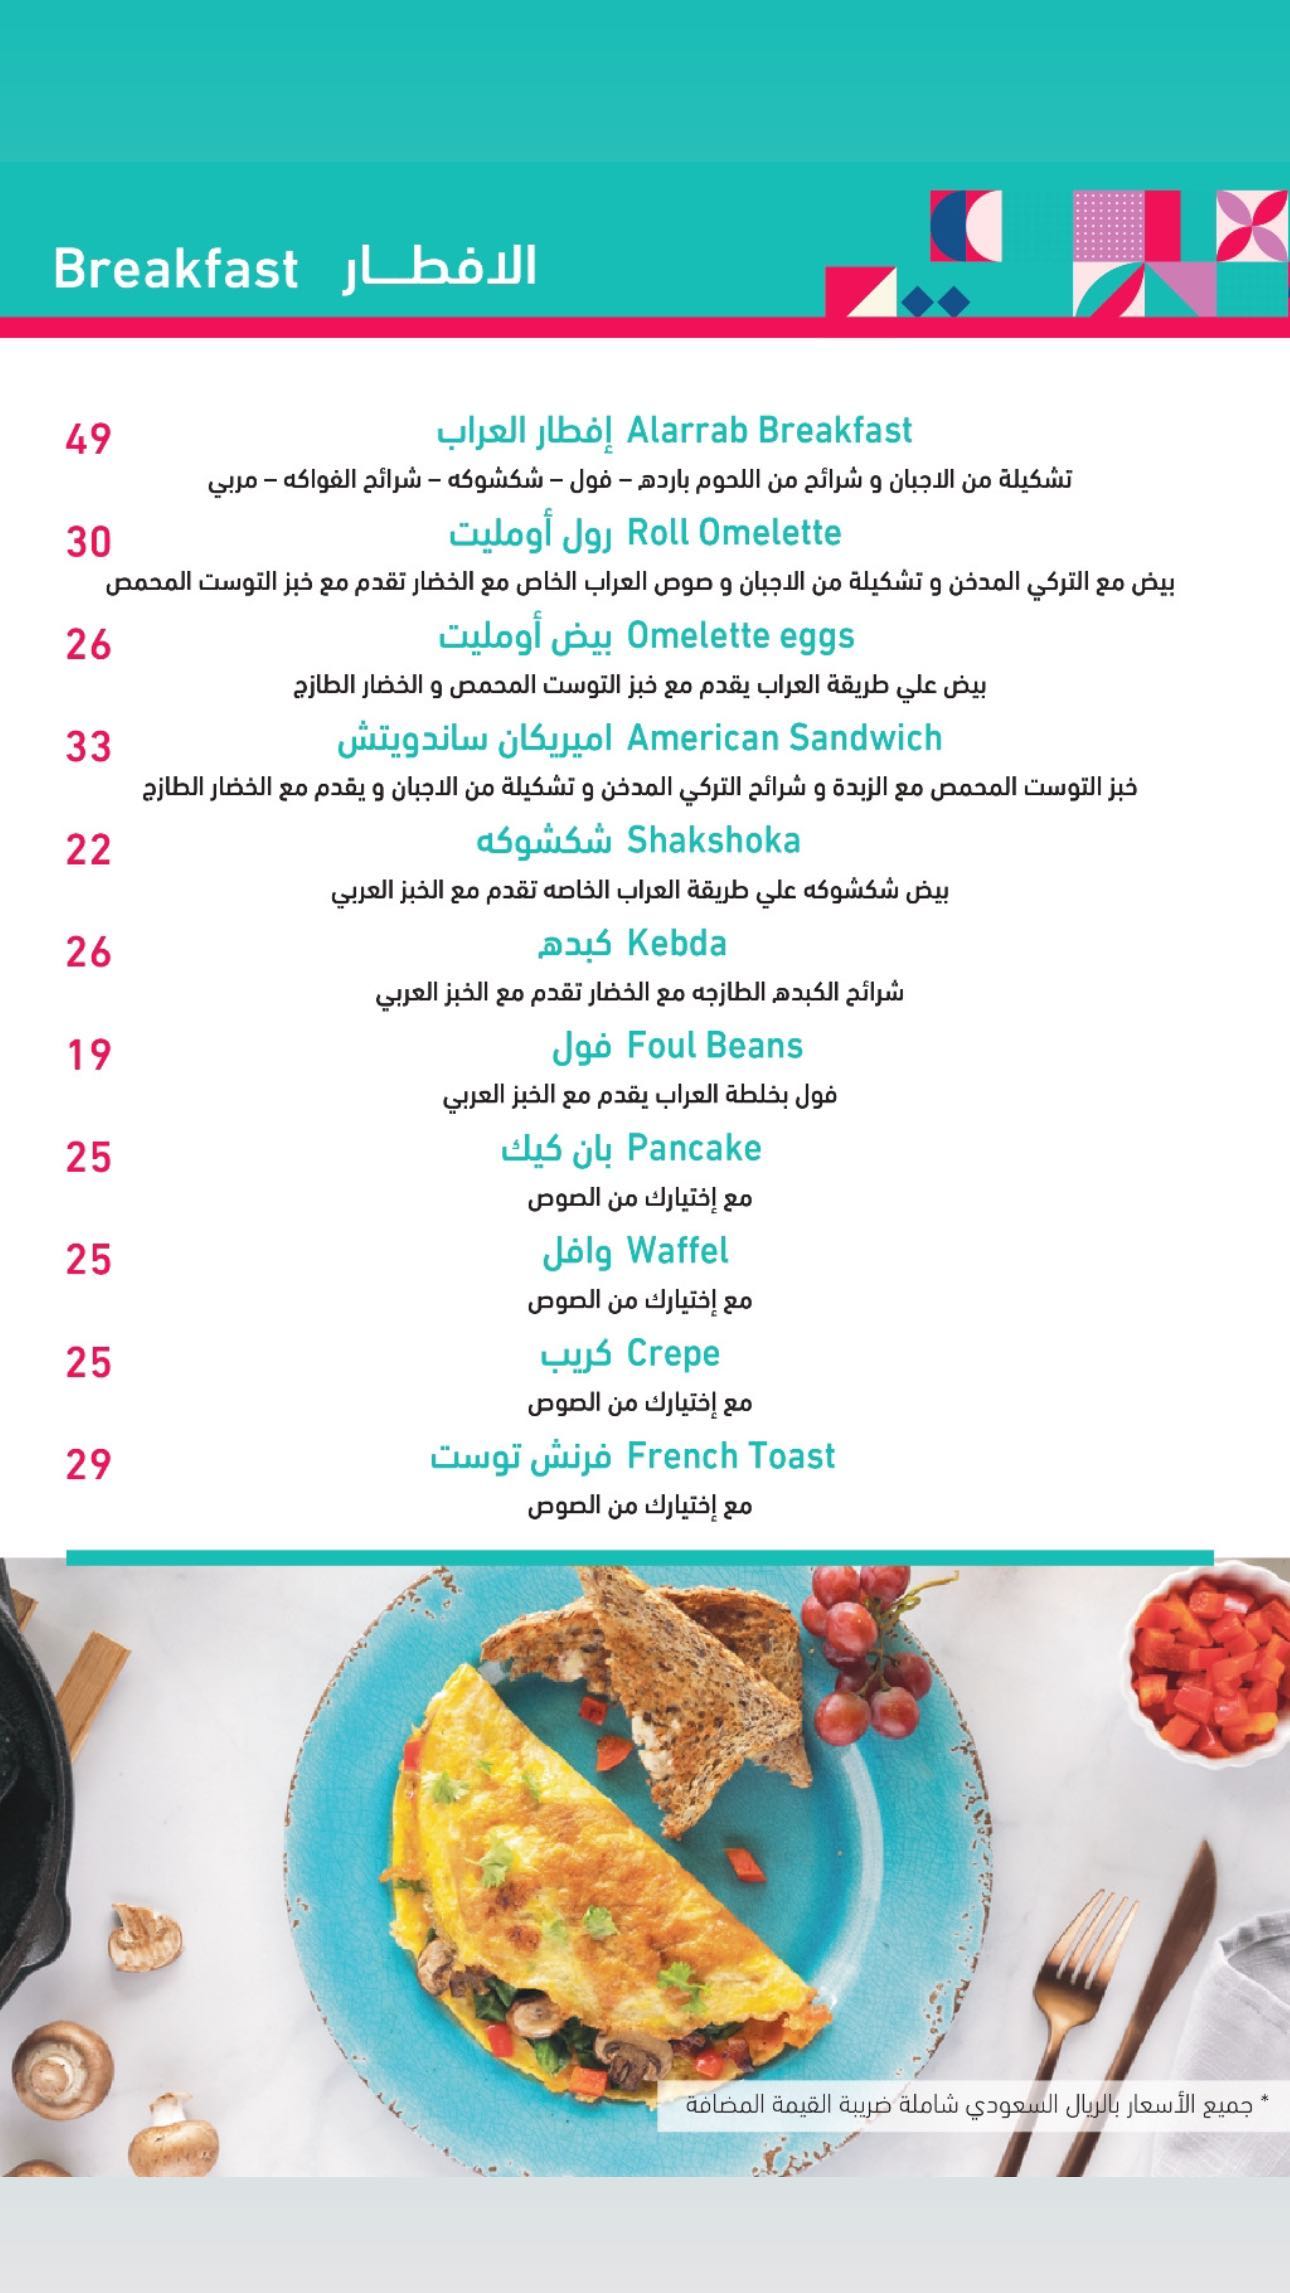 الافطــار Breakfast
إفطار العراب Alarrab Breakfast 49
تشكيلة من الاجبان و شرائح من اللحوم بارده – فول – شكشوكه – شرائح الفواكه – مربي
رول أومليت Roll Omelette 30
بيض مع التركي المدخن و تشكيلة من الاجبان و صوص العراب الخاص مع الخضار تقدم مع خبز التوست المحمص
بيض أومليت Omelette eggs 26
بيض علي طريقة العراب يقدم مع خبز التوست المحمص و الخضار الطازج
اميريكان ساندويتش American Sandwich 33
خبز التوست المحمص مع الزبدة و شرائح التركي المدخن و تشكيلة من الاجبان و يقدم مع الخضار الطازج
شكشوكه Shakshoka 22
بيض شكشوكه علي طريقة العراب الخاصه تقدم مع الخبز العربي
كبده Kebda 26
شرائح الكبده الطازجه مع الخضار تقدم مع الخبز العربي
فول Foul Beans 19
فول بخلطة العراب يقدم مع الخبز العربي
بان كيك Pancake 25
مع إختيارك من الصوص
وافل Waffel 25
مع إختيارك من الصوص
كريب Crepe 25
مع إختيارك من الصوص
فرنش توست French Toast 29
مع إختيارك من الصوص
* جميع الأسعار بالريال السعودي شاملة ضريبة القيمة المضافة